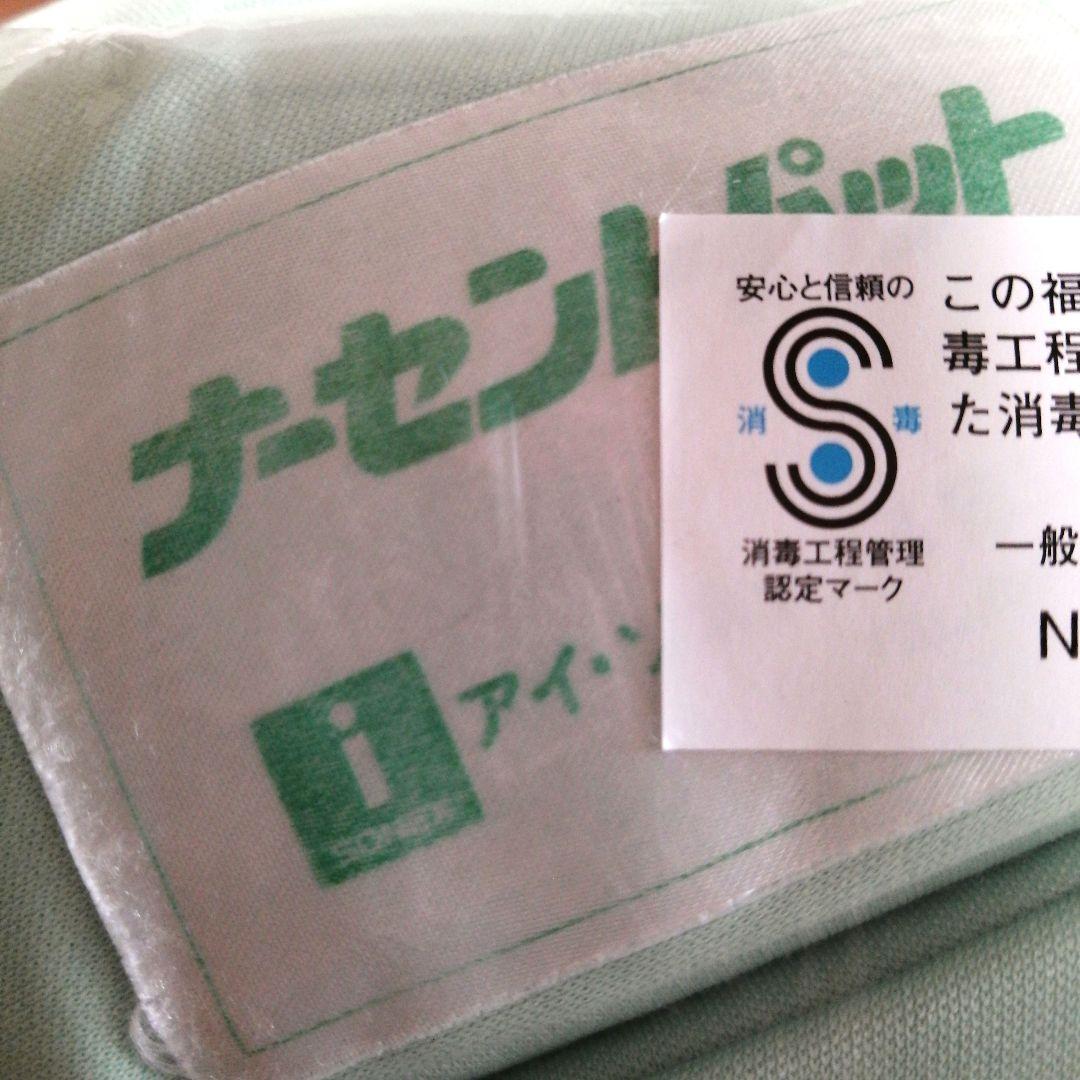 ナーセントパット
安心と信頼の
消 毒
消毒工程管理
認定マーク
この福
毒工程
た消毒
一般
N
アイ・ソ
i
SONEX